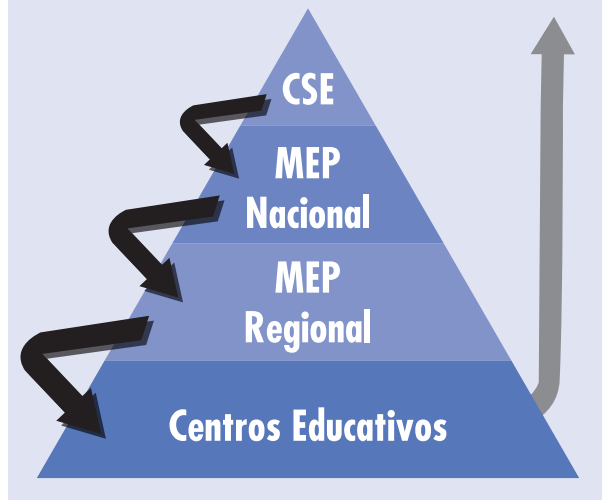 CSE
MEP
Nacional
MEP
Regional
Centros Educativos